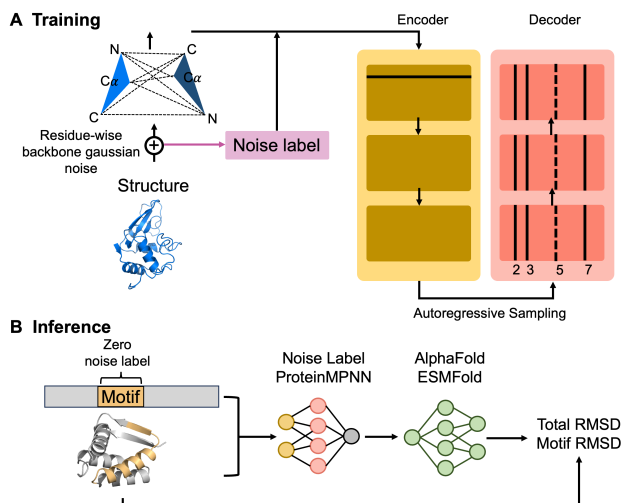 A Training
Encoder
Decoder
N
C
Cα
Cα
C
N
Residue-wise
backbone gaussian
noise
Noise label
Structure
2 3 5 7
Autoregressive Sampling
B Inference
Zero
noise label
Motif
Noise Label
ProteinMPNN
AlphaFold
ESMFold
Total RMSD
Motif RMSD